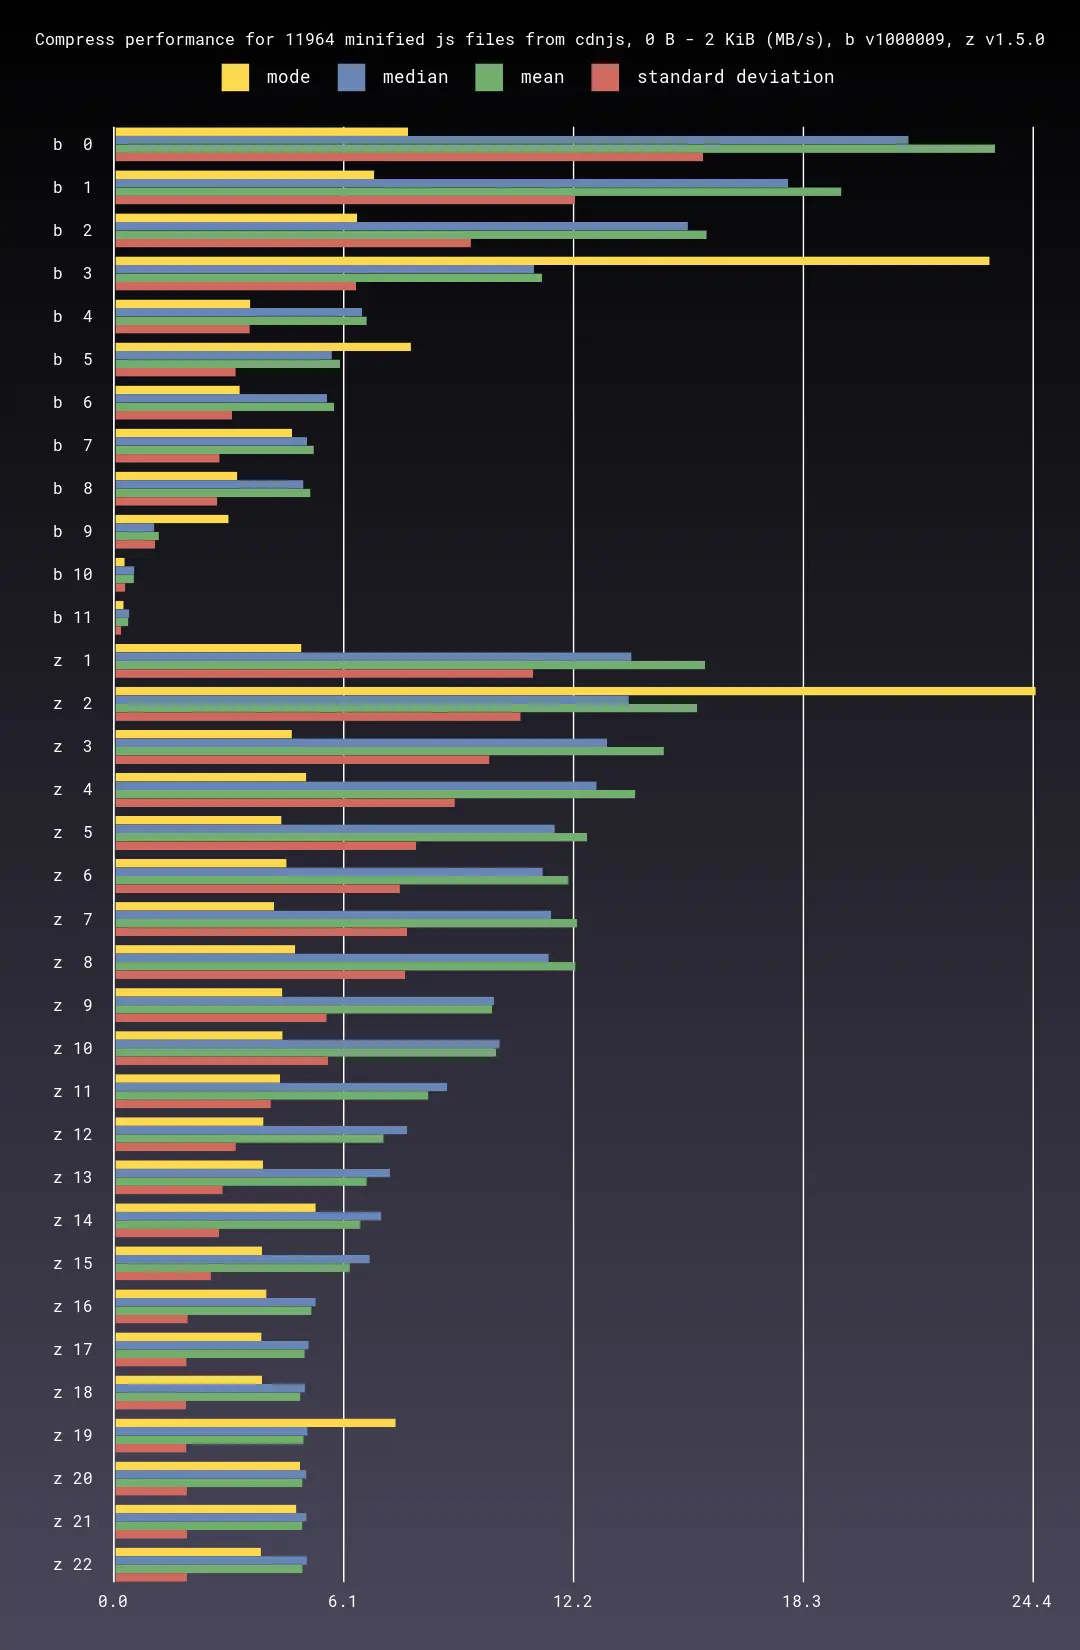 Compress performance for 11964 minified js files from cdnjs, 0 B - 2 KiB (MB/s), b v1000009, z v1.5.0
mode median mean standard deviation
b 0
b 1
b 2
b 3
b 4
b 5
b 6
b 7
b 8
b 9
b 10
b 11
z 1
z 2
z 3
z 4
z 5
z 6
z 7
z 8
z 9
z 10
z 11
z 12
z 13
z 14
z 15
z 16
z 17
z 18
z 19
z 20
z 21
z 22
0.0 6.1 12.2 18.3 24.4